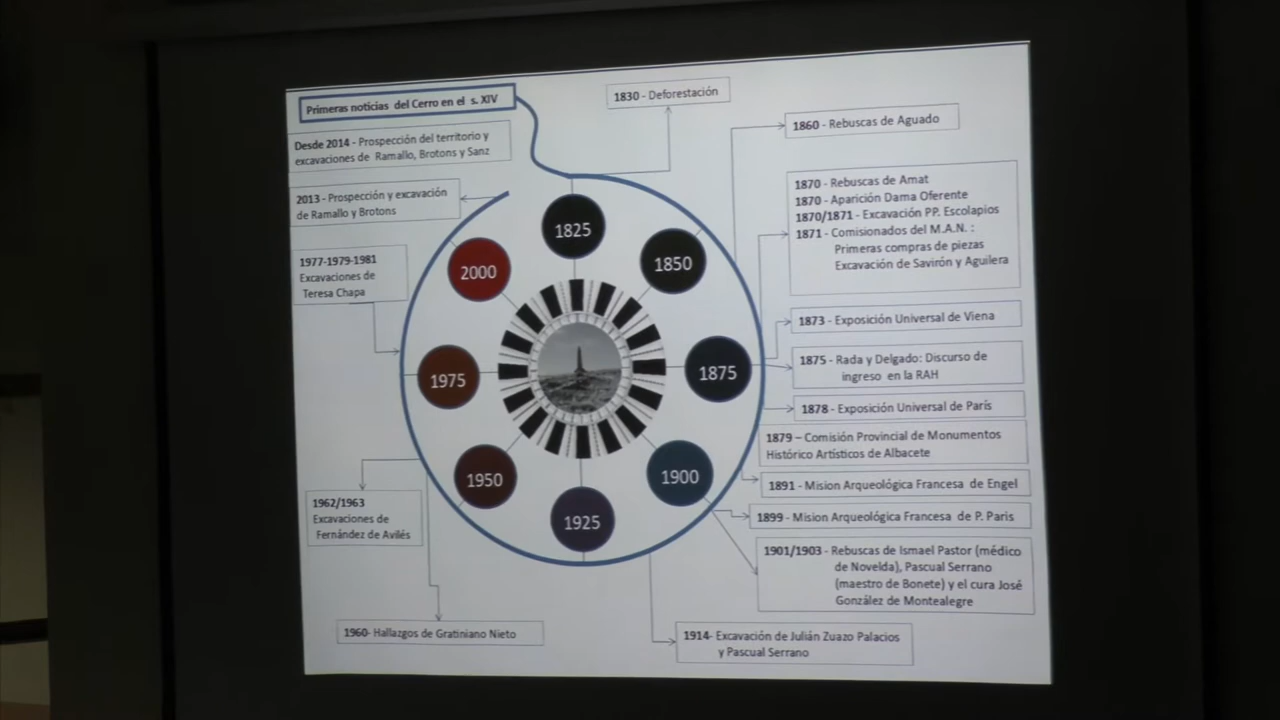 Primeras noticias del Cerro en el s. XIV
Desde 2014 - Prospección del territorio y
excavaciones de Ramallo, Brotons y Sanz
2013 - Prospección y excavación
de Ramallo y Brotons
1977-1979-1981
Excavaciones de
Teresa Chapa
1962/1963
Excavaciones de
Fernández de Avilés
1960- Hallazgos de Gratiniano Nieto
1825
1850
1875
1900
1925
1950
1975
2000
1830 - Deforestación
1860 - Rebuscas de Aguado
1870 - Rebuscas de Amat
1870 - Aparición Dama Oferente
1870/1871 - Excavación PP. Escolapios
1871 - Comisionados del M.A.N. :
Primeras compras de piezas
Excavación de Savirón y Aguilera
1873 - Exposición Universal de Viena
1875 - Rada y Delgado: Discurso de
ingreso en la RAH
1878 - Exposición Universal de París
1879 – Comisión Provincial de Monumentos
Histórico Artísticos de Albacete
1891 - Mision Arqueológica Francesa de Engel
1899 - Mision Arqueológica Francesa de P. Paris
1901/1903 - Rebuscas de Ismael Pastor (médico
de Novelda), Pascual Serrano
(maestro de Bonete) y el cura José
González de Montealegre
1914- Excavación de Julián Zuazo Palacios
y Pascual Serrano